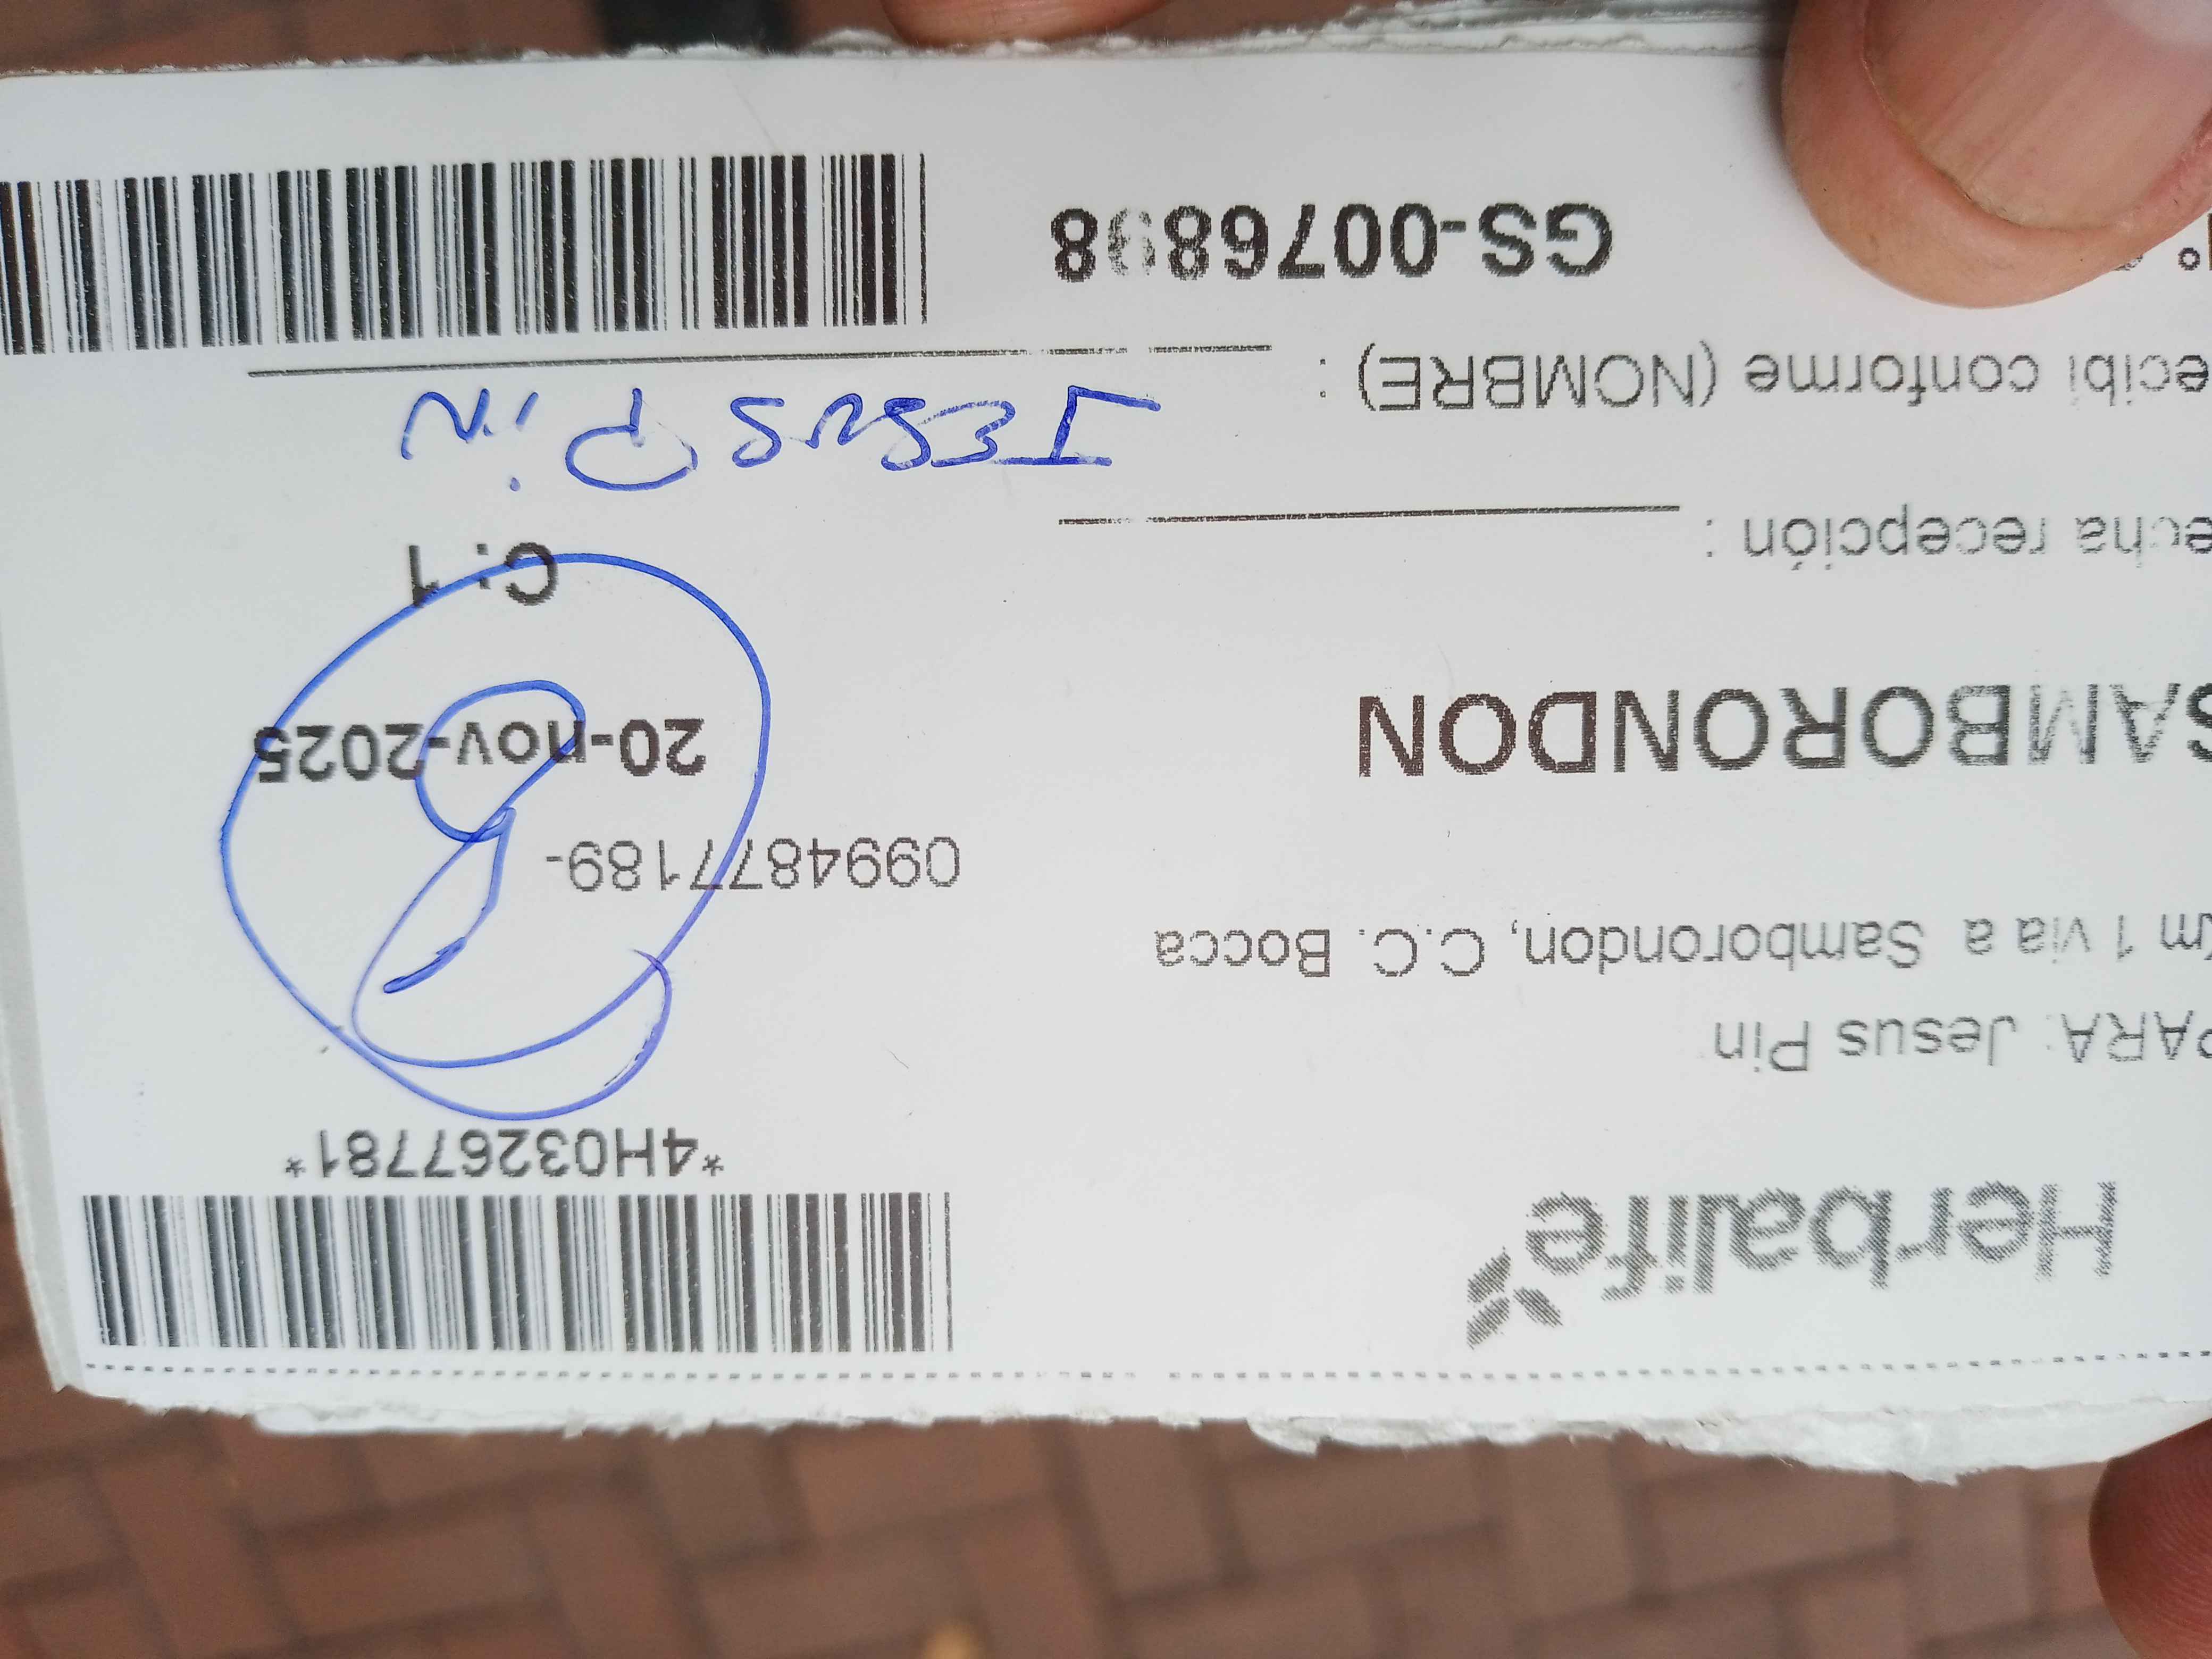 Herbalife
*4H03267781*
PARA: Jesus Pin
Km 1 via a Samborondon, C.C. Bocca
0994877189-
SAMBORONDON
20-nov-2025
C: 1
echa recepción :
Jesus Pin
ecibi conforme (NOMBRE) :
GS-0076898